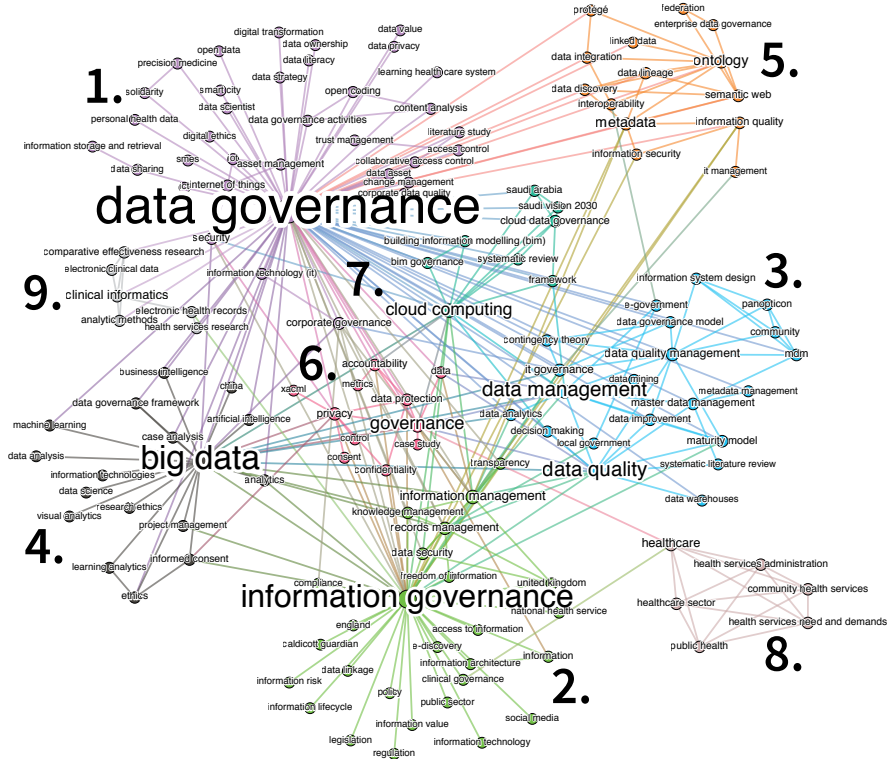 protégé
federation
enterprise data governance
digital transformation
data value
data ownership
data privacy
linked data
open data
data literacy
data integration
ontology
5.
precision medicine
data strategy
learning health care system
data lineage
1.
solidarity
smart city
open coding
data discovery
semantic web
data scientist
content analysis
interoperability
personal health data
data governance activities
metadata
information quality
digital ethics
trust management
literature study
information storage and retrieval
access control
information security
smes
iot
asset management
collaborative access control
data sharing
data asset
it management
internet of things
change management
corporate data quality
saudi arabia
data governance
saudi vision 2030
cloud data governance
security
building information modelling (bim)
comparative effectiveness research
bim governance
systematic review
electronic clinical data
information technology (it)
7.
framework
information system design
3.
9.
clinical informatics
cloud computing
e-government
panopticon
electronic health records
analytic methods
health services research
corporate governance
data governance model
community
contingency theory
6.
accountability
data quality management
mdm
business intelligence
it governance
china
xacml
metrics
data
data management
data mining
metadata management
data governance framework
data protection
master data management
machine learning
artificial intelligence
privacy
governance
data analytics
data improvement
case analysis
control
case study
decision making
local government
maturity model
data analysis
big data
consent
confidentiality
transparency
data quality
systematic literature review
information technologies
analytics
data science
information management
data warehouses
visual analytics
research ethics
knowledge management
project management
records management
4.
informed consent
data security
healthcare
learning analytics
freedom of information
health services administration
compliance
united kingdom
community health services
ethics
information governance
healthcare sector
national health service
england
access to information
health services need and demands
caldicott guardian
e-discovery
public health
8.
data linkage
information architecture
information
information risk
clinical governance
2.
policy
public sector
information lifecycle
information value
social media
legislation
information technology
regulation